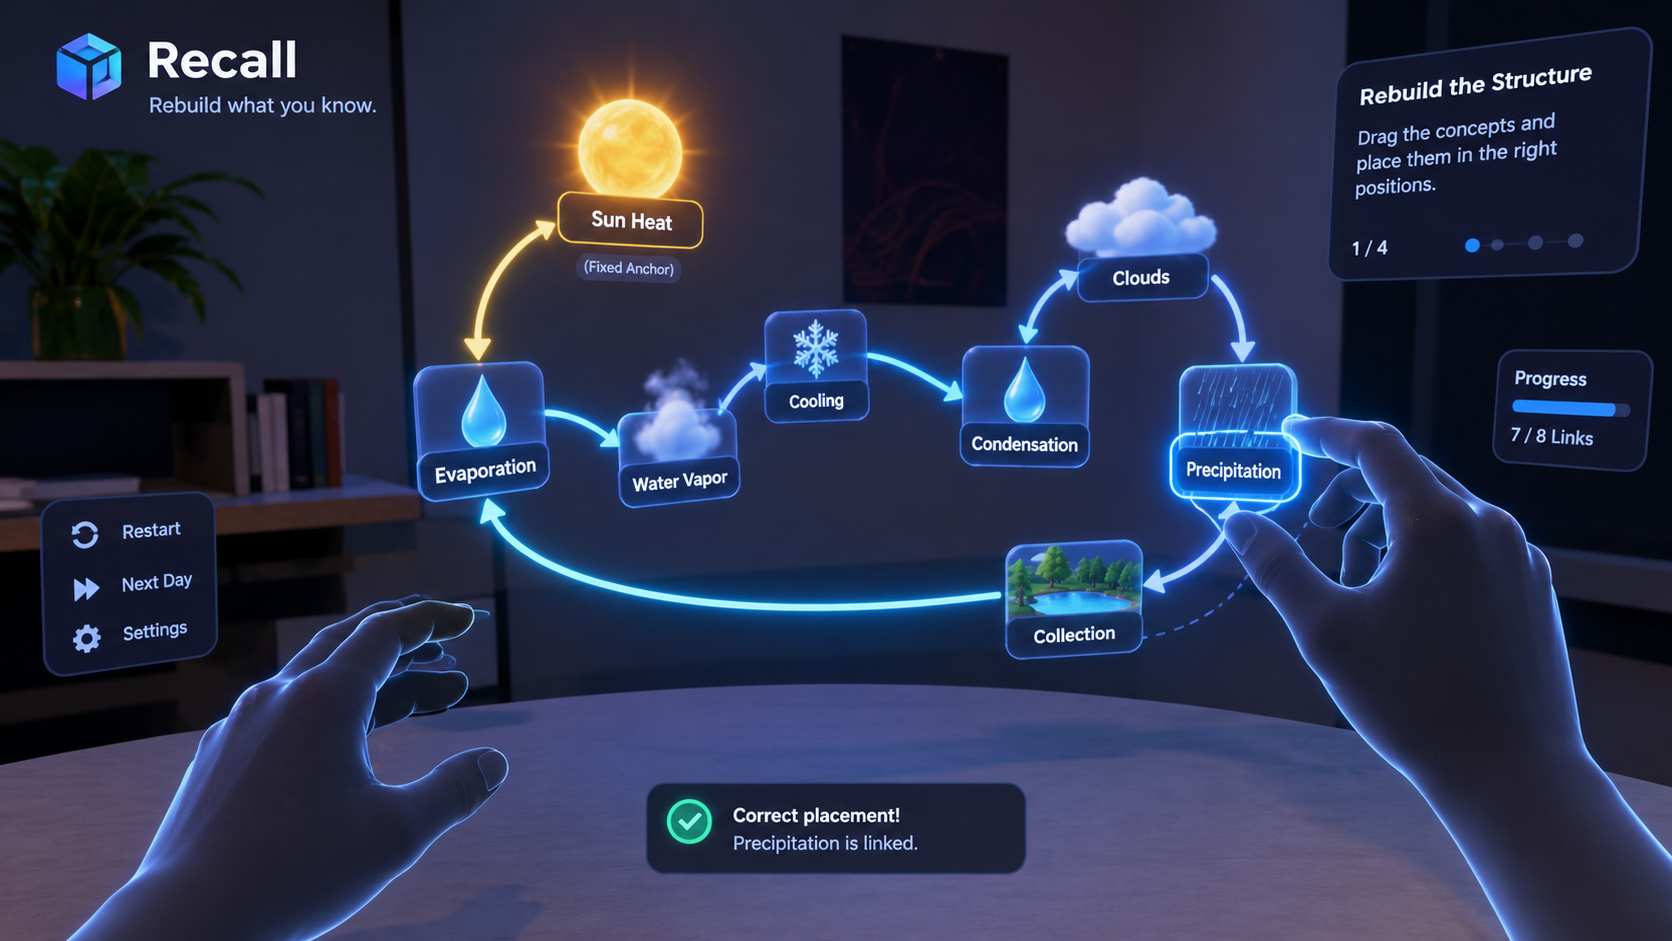 Recall
Rebuild what you know.
Rebuild the Structure
Drag the concepts and
place them in the right
positions.
1 / 4
Sun Heat
(Fixed Anchor)
Clouds
Cooling
Condensation
Evaporation
Water Vapor
Precipitation
Collection
Progress
7 / 8 Links
Restart
Next Day
Settings
Correct placement!
Precipitation is linked.